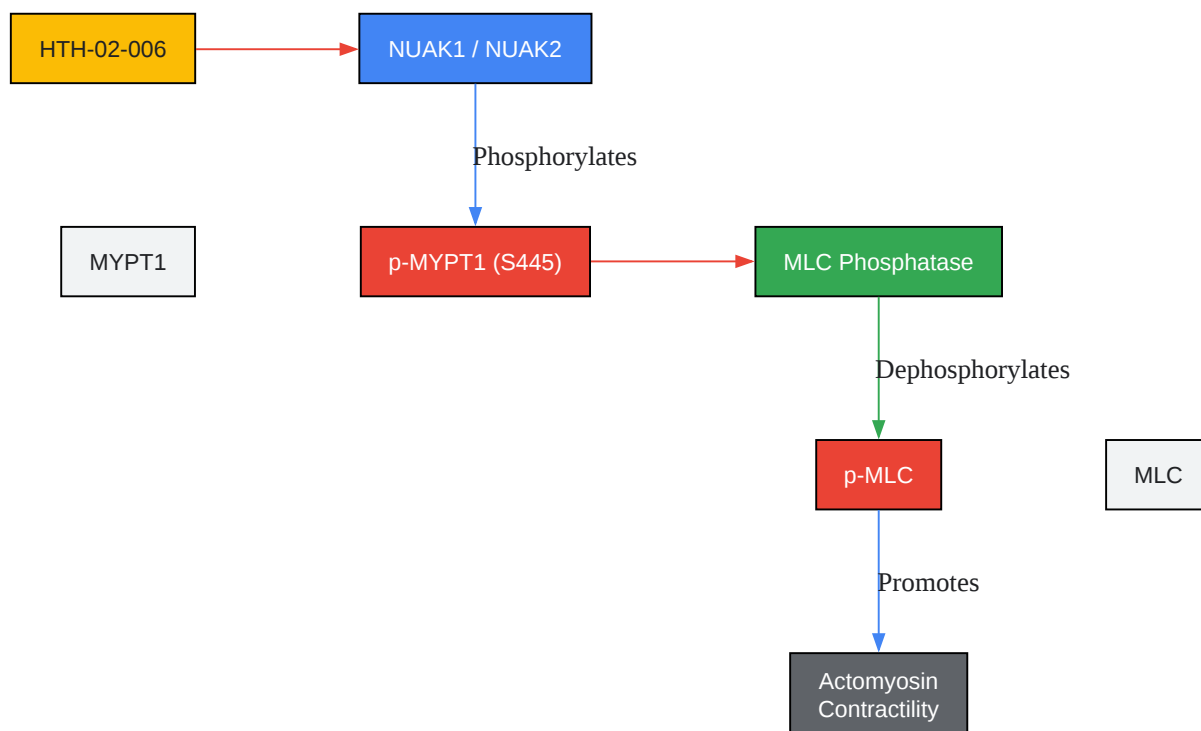 HTH-02-006
NUAK1 / NUAK2
Phosphorylates
MYPT1
p-MYPT1 (S445)
MLC Phosphatase
Dephosphorylates
p-MLC
MLC
Promotes
Actomyosin
Contractility